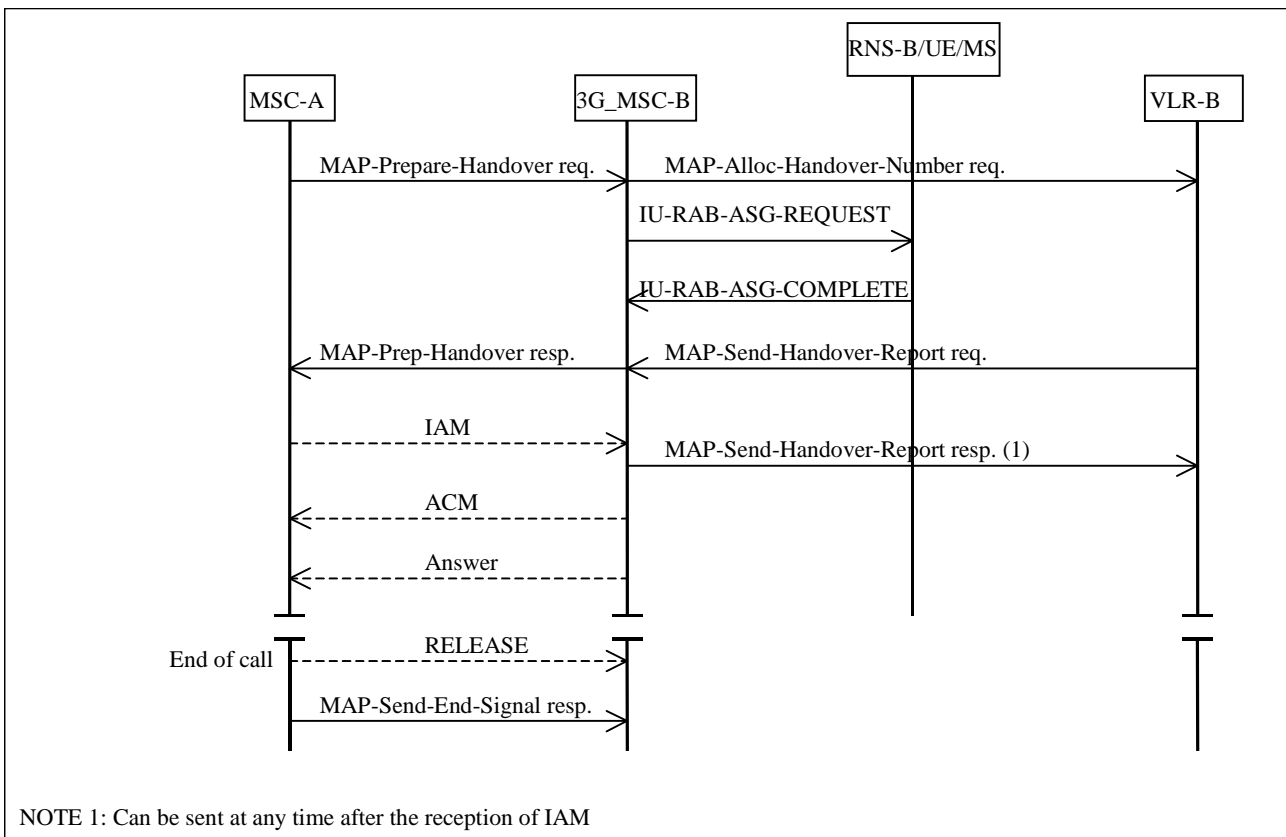 RNS-B/UE/MS
MSC-A
3G_MSC-B
VLR-B
MAP-Prepare-Handover req.
MAP-Alloc-Handover-Number req.
IU-RAB-ASG-REQUEST
IU-RAB-ASG-COMPLETE
MAP-Prep-Handover resp.
MAP-Send-Handover-Report req.
IAM
MAP-Send-Handover-Report resp. (1)
ACM
Answer
End of call
RELEASE
MAP-Send-End-Signal resp.
NOTE 1: Can be sent at any time after the reception of IAM